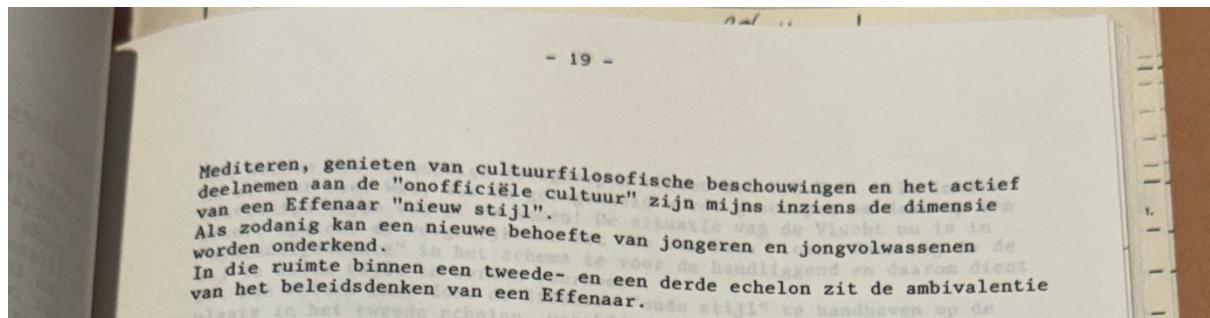 - 19 -
Mediteren, genieten van cultuurfilosofische beschouwingen en het actief
deelnemen aan de "onofficiële cultuur" zijn mijns inziens de dimensie
van een Effenaar "nieuw stijl".
Als zodanig kan een nieuwe behoefte van jongeren en jongvolwassenen
worden onderkend.
In die ruimte binnen een tweede- en een derde echelon zit de ambivalentie
van het beleidsdenken van een Effenaar.